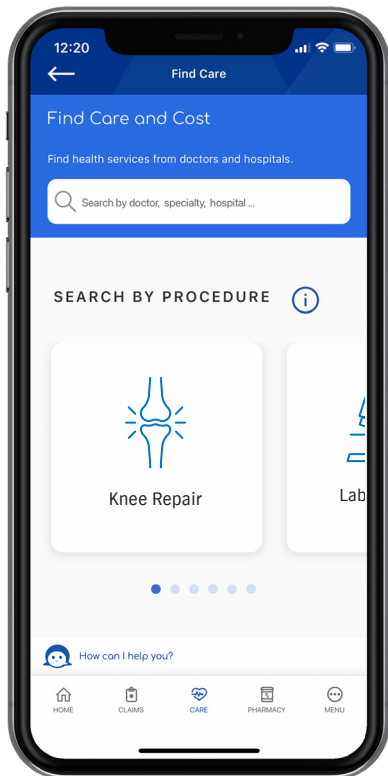 12:20
Find Care
Find Care and Cost
Find health services from doctors and hospitals.
Search by doctor, specialty, hospital ...
SEARCH BY PROCEDURE
Knee Repair
Lab
How can I help you?
HOME CLAIMS CARE PHARMACY MENU